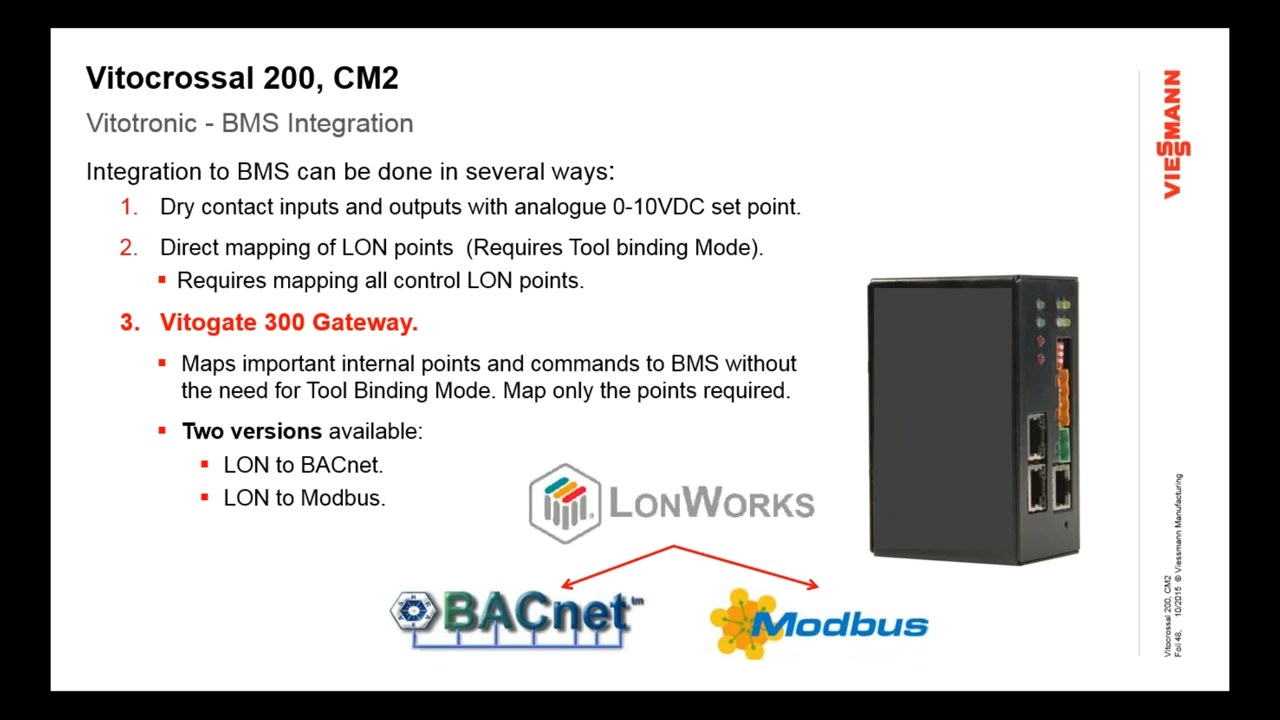 Vitocrossal 200, CM2
Vitotronic - BMS Integration
Integration to BMS can be done in several ways:
1. Dry contact inputs and outputs with analogue 0-10VDC set point.
2. Direct mapping of LON points (Requires Tool binding Mode).
▪ Requires mapping all control LON points.
3. Vitogate 300 Gateway.
▪ Maps important internal points and commands to BMS without
the need for Tool Binding Mode. Map only the points required.
▪ Two versions available:
▪ LON to BACnet.
▪ LON to Modbus.
LONWORKS
BACnet™
Modbus
VIESSMANN
Vitocrossal 200, CM2
Foil 48, 10/2015 © Viessmann Manufacturing